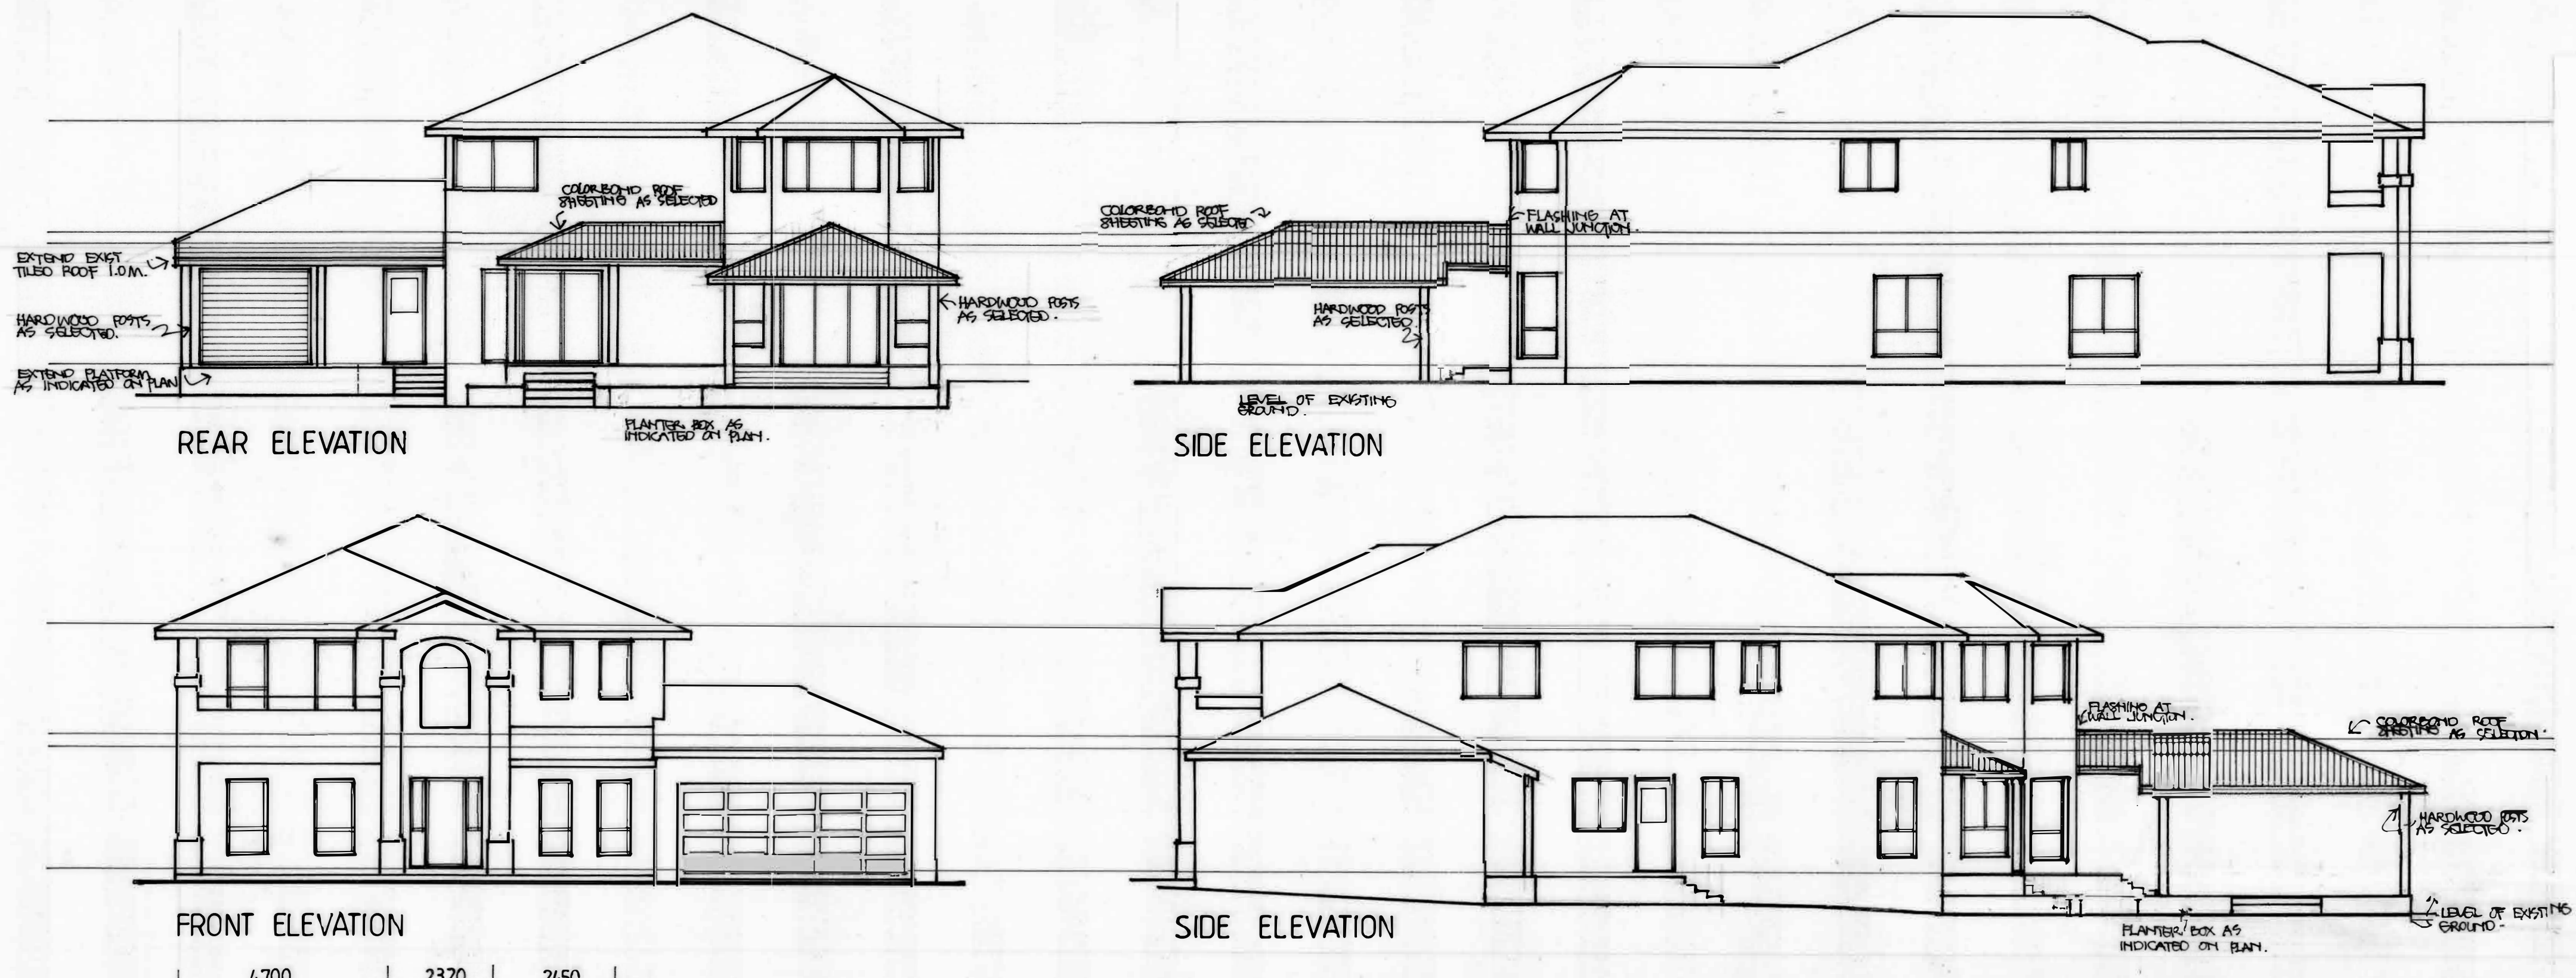 COLORBOND ROOF
SHEETING AS SELECTED
EXTEND EXIST.
TILED ROOF 1.0M.
HARDWOOD POSTS
AS SELECTED.
EXTEND PLATFORM
AS INDICATED ON PLAN
HARDWOOD POSTS
AS SELECTED.
PLANTER BOX AS
INDICATED ON PLAN.
REAR ELEVATION
COLORBOND ROOF
SHEETING AS SELECTED
FLASHING AT
WALL JUNCTION.
HARDWOOD POSTS
AS SELECTED.
LEVEL OF EXISTING
GROUND.
SIDE ELEVATION
FRONT ELEVATION
4700
2320
2450
FLASHING AT
WALL JUNCTION.
COLORBOND ROOF
SHEETING AS SELECTON.
HARDWOOD POSTS
AS SELECTED.
LEVEL OF EXISTING
GROUND.
PLANTER BOX AS
INDICATED ON PLAN.
SIDE ELEVATION